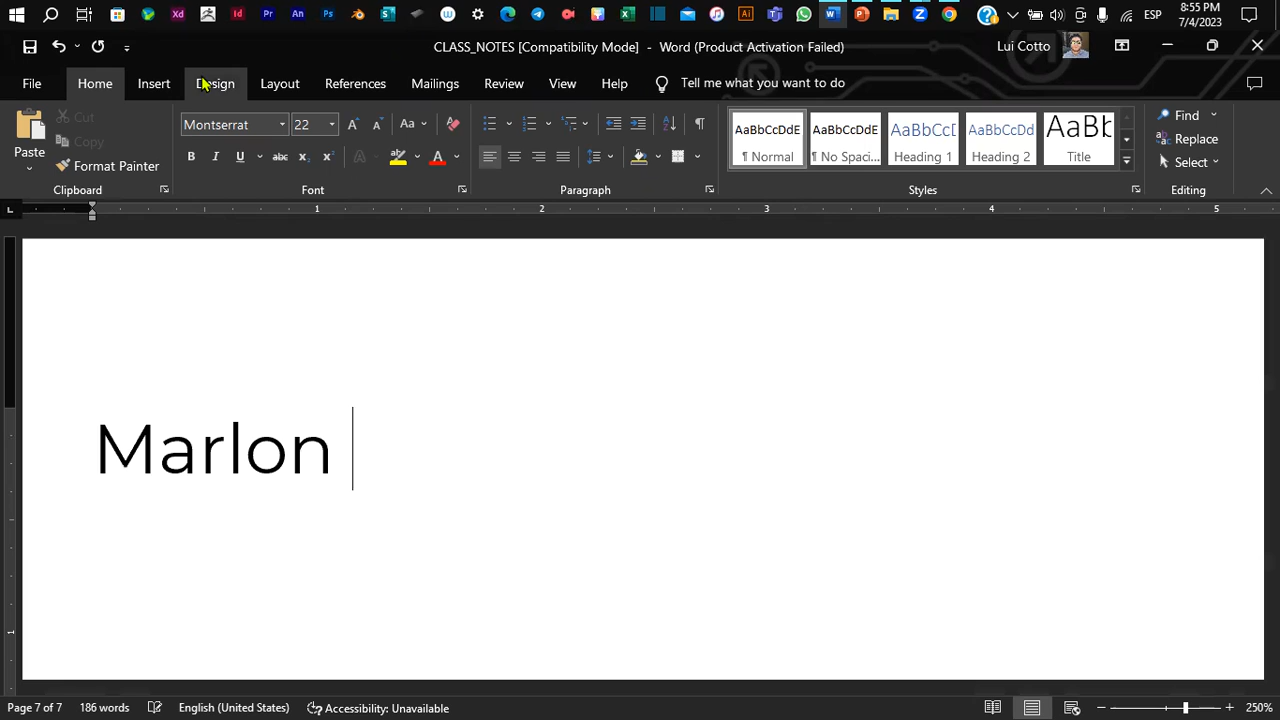 ESP
8:55 PM
7/4/2023
CLASS_NOTES [Compatibility Mode] - Word (Product Activation Failed)
Lui Cotto
File Home Insert Design Layout References Mailings Review View Help Tell me what you want to do
Paste
Cut
Copy
Format Painter
Clipboard
Montserrat 22
Font
Paragraph
AaBbCcDdE AaBbCcDdE AaBbC AaBbCcDd AaB
¶ Normal ¶ No Spaci... Heading 1 Heading 2 Title
Styles
Find
Replace
Select
Editing
1 2 3 4 5
Marlon
1
Page 7 of 7 186 words English (United States) Accessibility: Unavailable 250%